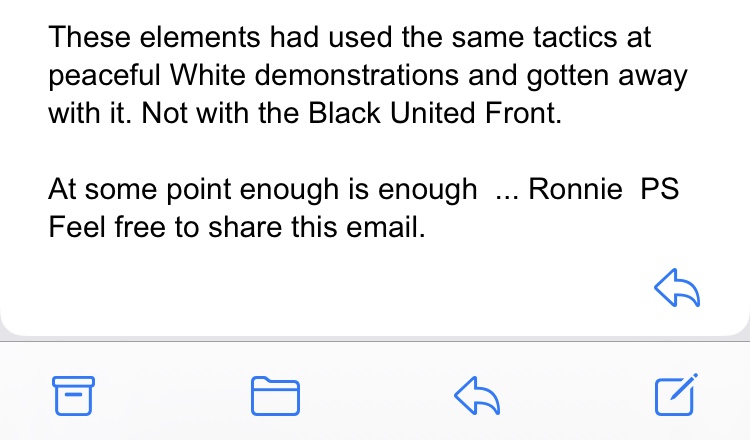 These elements had used the same tactics at
peaceful White demonstrations and gotten away
with it. Not with the Black United Front.
At some point enough is enough  ... Ronnie  PS
Feel free to share this email.